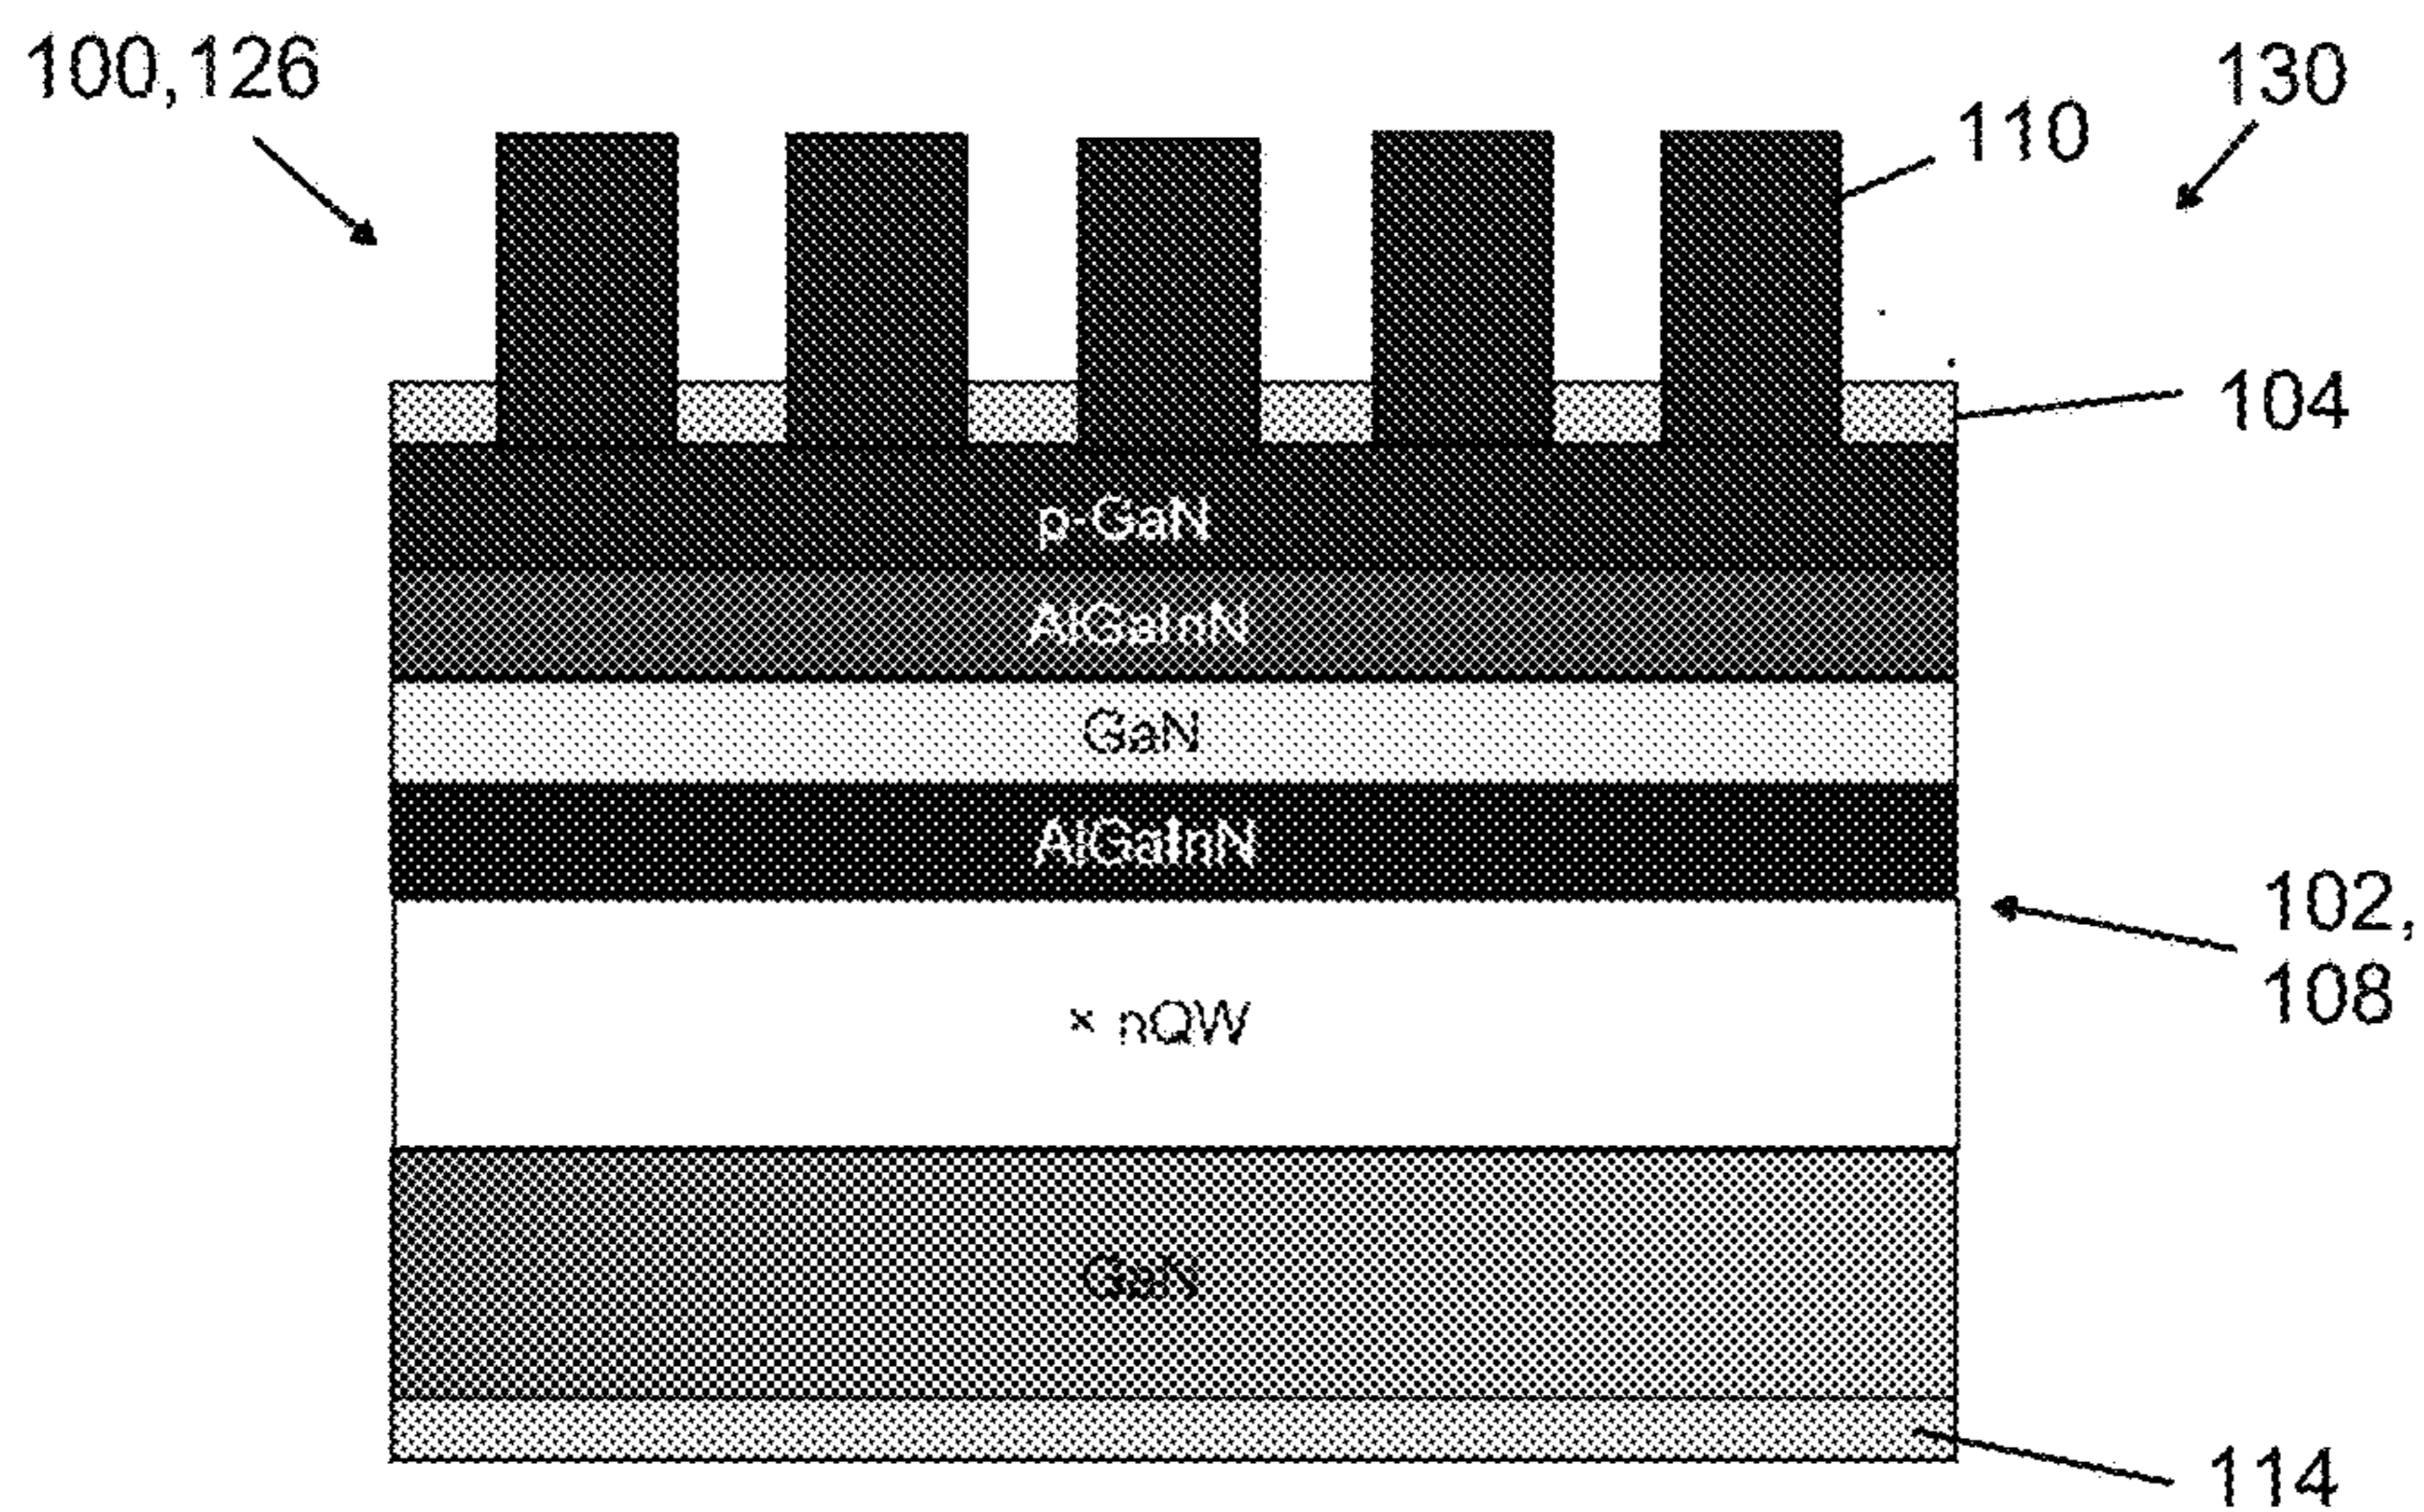 100,126
130
110
104
p-GaN
AlGaInN
GaN
AlGaInN
102,
108
× nQW
GaN
114